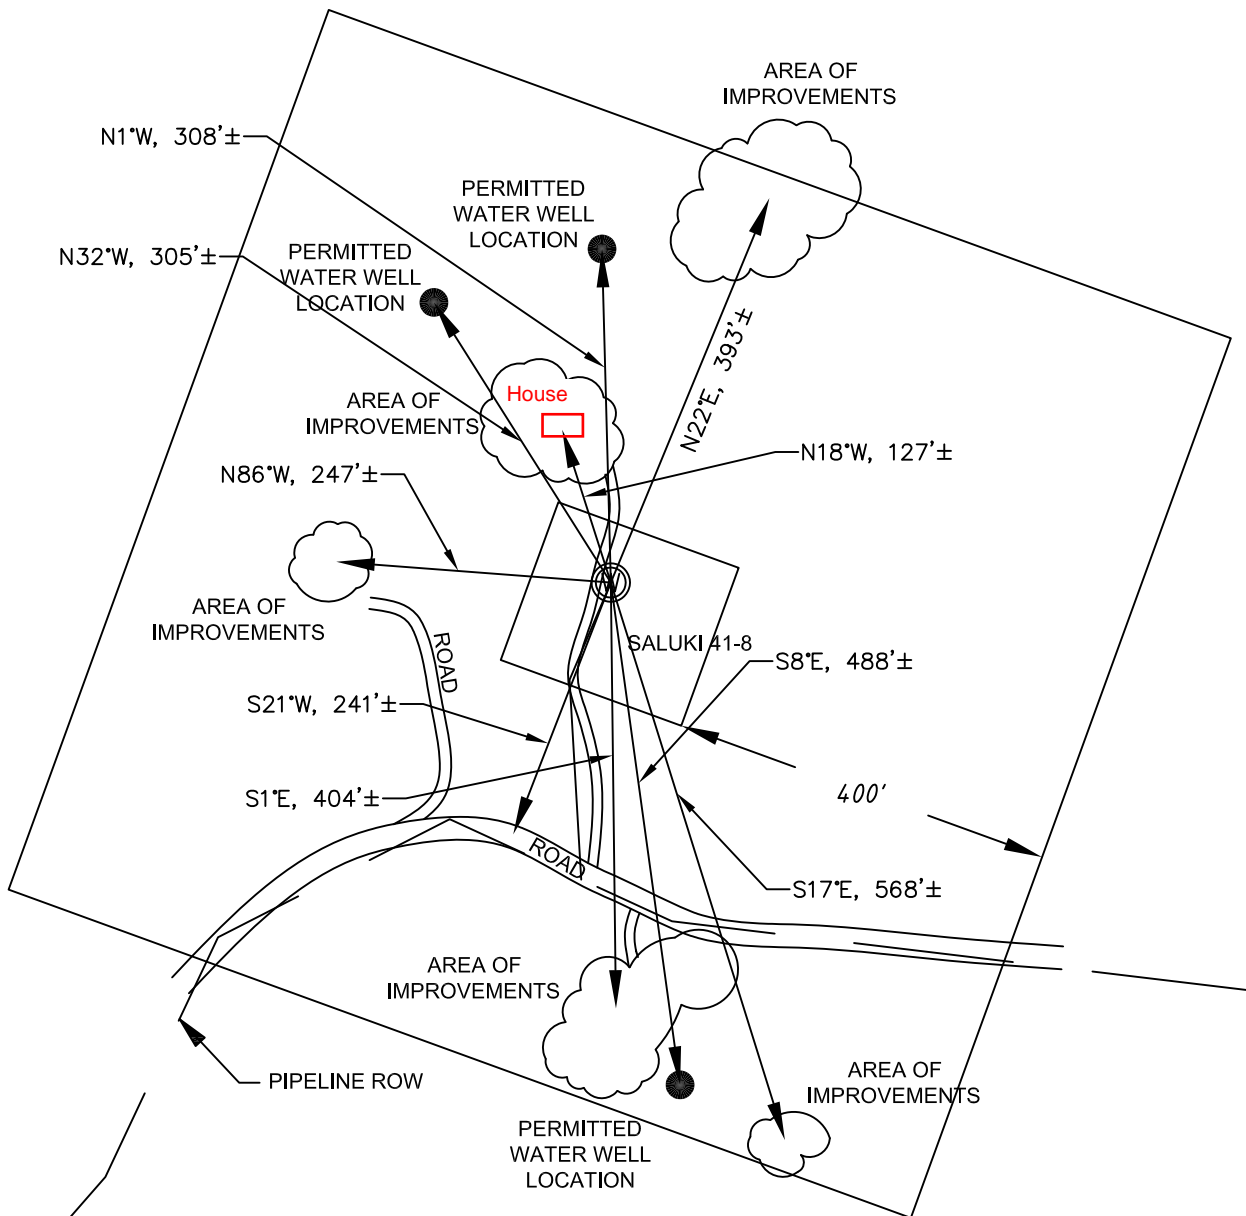 AREA OF
IMPROVEMENTS
N1°W, 308'±
PERMITTED
WATER WELL
LOCATION
N32°W, 305'±
PERMITTED
WATER WELL
LOCATION
N22°E, 393'±
House
AREA OF
IMPROVEMENTS
N18°W, 127'±
N86°W, 247'±
AREA OF
IMPROVEMENTS
ROAD
SALUKI 41-8
S8°E, 488'±
S21°W, 241'±
S1°E, 404'±
400'
ROAD
S17°E, 568'±
AREA OF
IMPROVEMENTS
PIPELINE ROW
AREA OF
IMPROVEMENTS
PERMITTED
WATER WELL
LOCATION